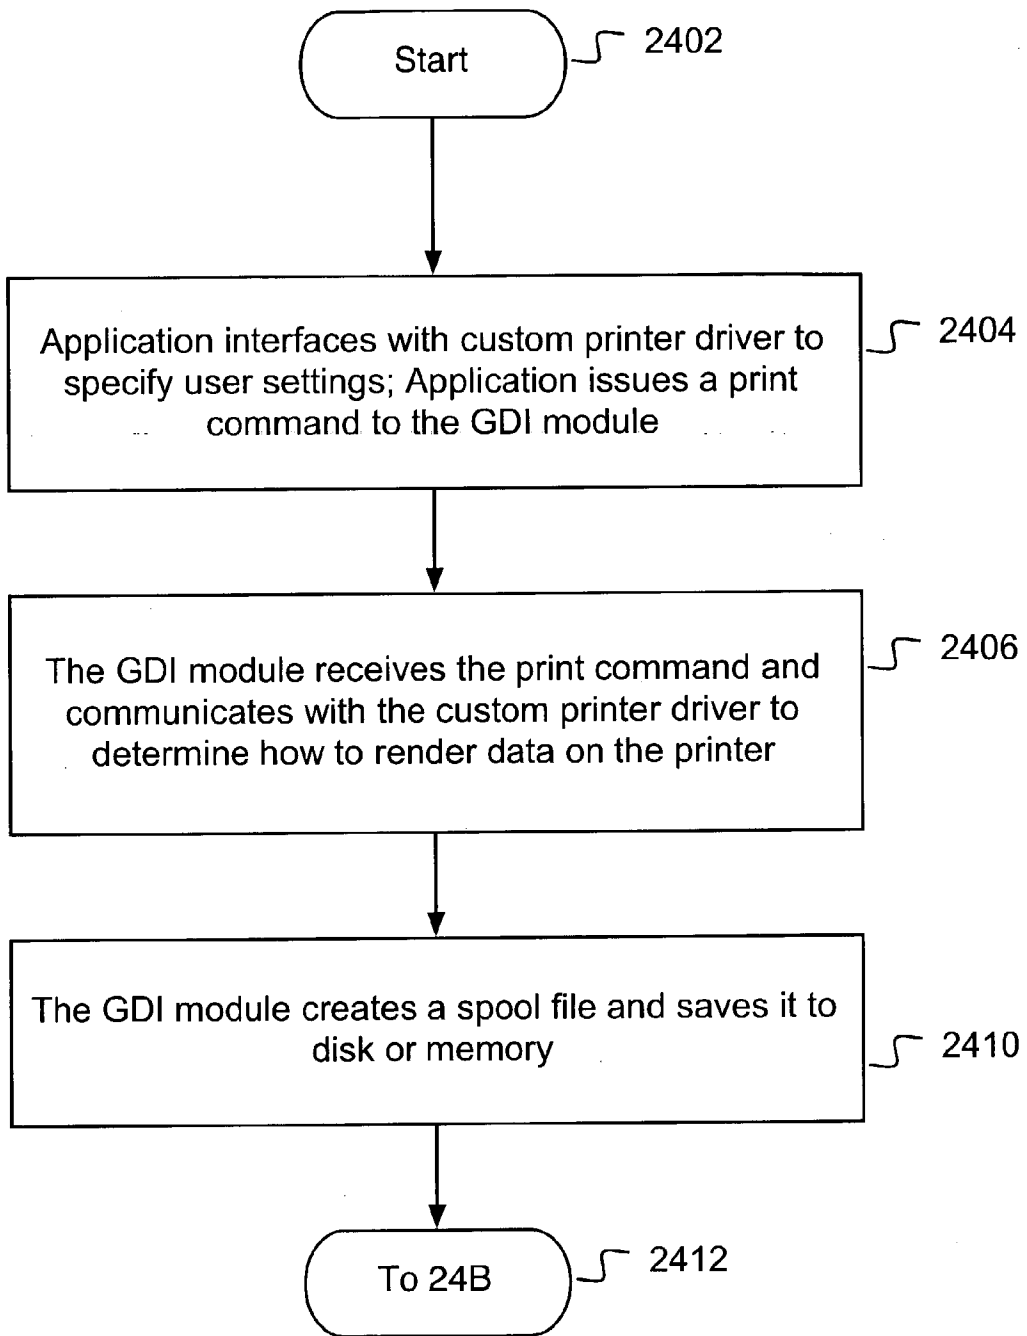 Start
2402
Application interfaces with custom printer driver to
specify user settings; Application issues a print
command to the GDI module
2404
The GDI module receives the print command and
communicates with the custom printer driver to
determine how to render data on the printer
2406
The GDI module creates a spool file and saves it to
disk or memory
2410
To 24B
2412